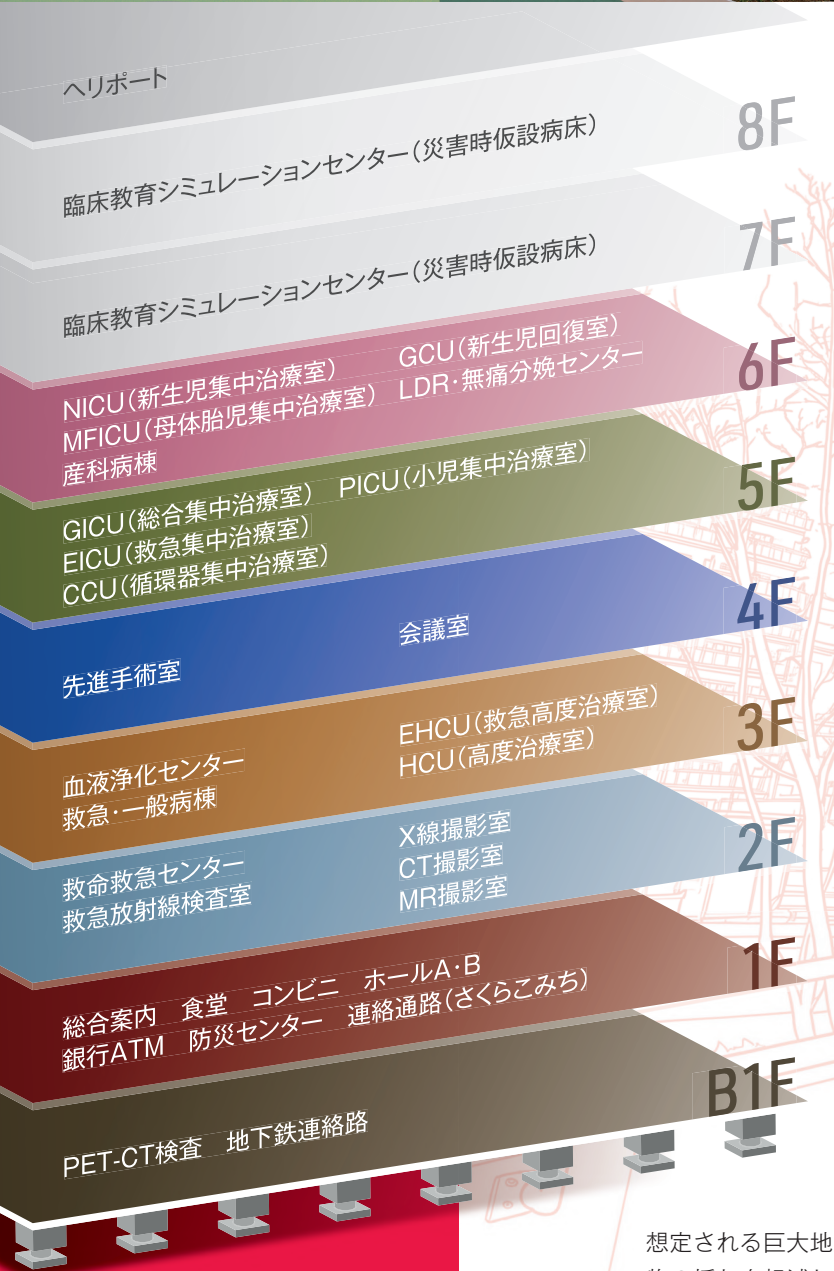 ヘリポート
8F
臨床教育シミュレーションセンター（災害時仮設病床）
7F
臨床教育シミュレーションセンター（災害時仮設病床）
6F
NICU（新生児集中治療室）　GCU（新生児回復室）
MFICU（母体胎児集中治療室）　LDR・無痛分娩センター
産科病棟
5F
GICU（総合集中治療室）　PICU（小児集中治療室）
EICU（救急集中治療室）
CCU（循環器集中治療室）
4F
先進手術室　会議室
3F
血液浄化センター　EHCU（救急高度治療室）
救急・一般病棟　HCU（高度治療室）
2F
救命救急センター
救急放射線検査室
X線撮影室
CT撮影室
MR撮影室
1F
総合案内　食堂　コンビニ　ホールA・B
銀行ATM　防災センター　連絡通路（さくらこみち）
B1F
PET-CT検査　地下鉄連絡路
想定される巨大地